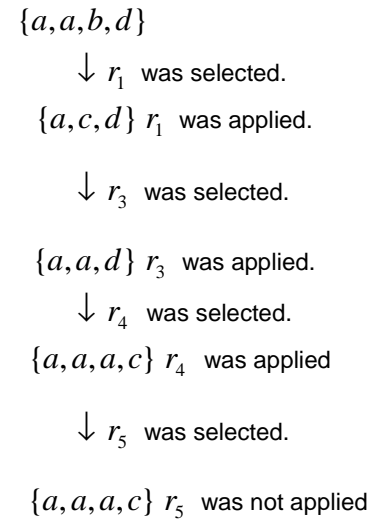 {a, a, b, d}
↓ r₁ was selected.
{a, c, d} r₁ was applied.
↓ r₃ was selected.
{a, a, d} r₃ was applied.
↓ r₄ was selected.
{a, a, a, c} r₄ was applied
↓ r₅ was selected.
{a, a, a, c} r₅ was not applied